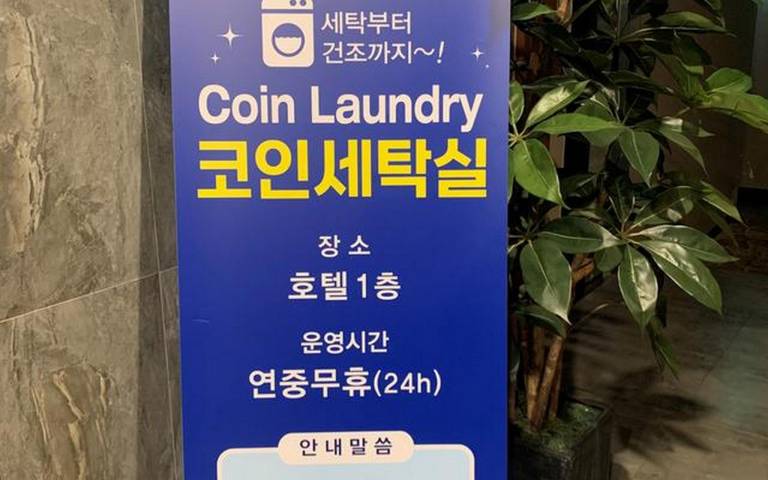 세탁부터
건조까지~!
Coin Laundry
코인세탁실
장 소
호텔 1층
운영시간
연중무휴(24h)
안 내 말 씀